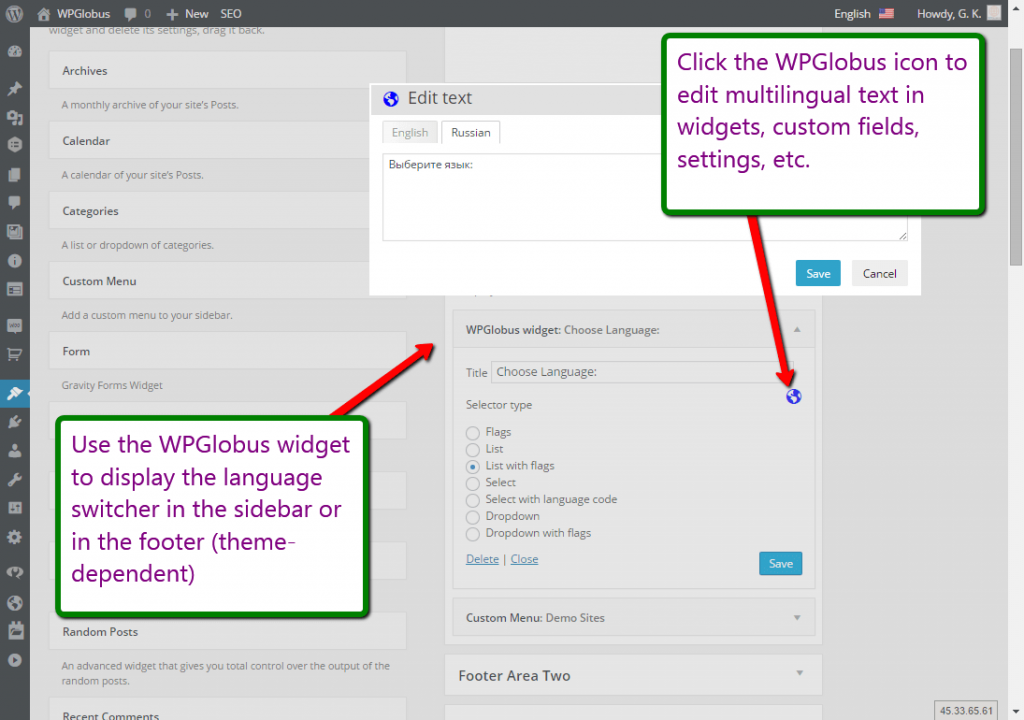 WPGlobus 0 New SEO English Howdy, G. K.
widget and delete its settings, drag it back.
Archives
A monthly archive of your site's Posts.
Calendar
A calendar of your site's Posts.
Categories
A list or dropdown of categories.
Custom Menu
Add a custom menu to your sidebar.
Form
Gravity Forms Widget
Random Posts
An advanced widget that gives you total control over the output of the
random posts.
Recent Comments
Edit text
English Russian
Выберите язык:
Save Cancel
Click the WPGlobus icon to
edit multilingual text in
widgets, custom fields,
settings, etc.
WPGlobus widget: Choose Language:
Title Choose Language:
Selector type
Flags
List
List with flags
Select
Select with language code
Dropdown
Dropdown with flags
Delete | Close
Save
Custom Menu: Demo Sites
Footer Area Two
Use the WPGlobus widget
to display the language
switcher in the sidebar or
in the footer (theme-
dependent)
45.33.65.61